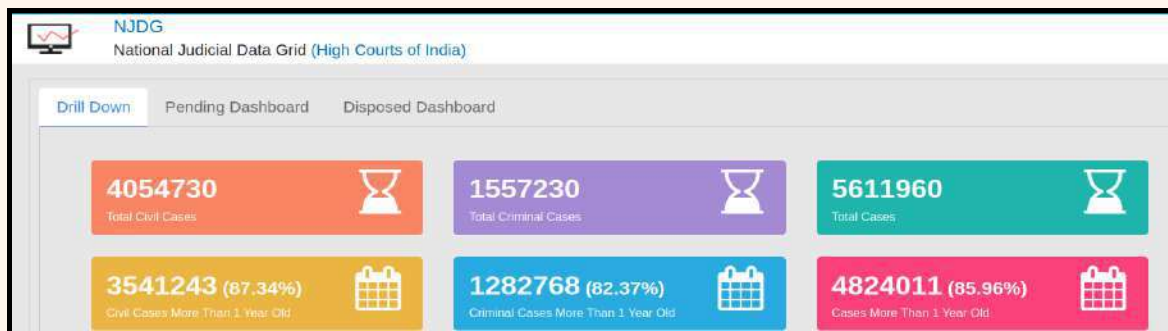 NJDG
National Judicial Data Grid (High Courts of India)
Drill Down Pending Dashboard Disposed Dashboard
4054730 1557230 5611960
Total Civil Cases Total Criminal Cases Total Cases
3541243 (87.34%) 1282768 (82.37%) 4824011 (85.96%)
Civil Cases More Than 1 Year Old Criminal Cases More Than 1 Year Old Cases More Than 1 Year Old